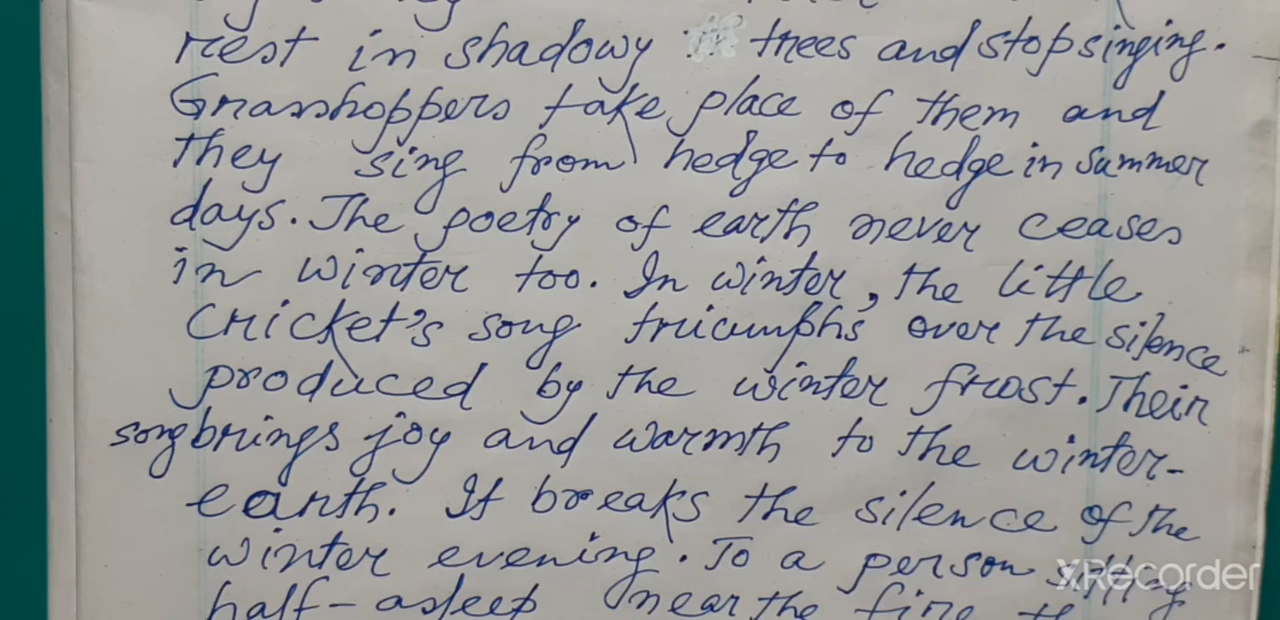 rest in shadowy trees and stop singing.
Grasshoppers take place of them and
they sing from hedge to hedge in summer
days. The poetry of earth never ceases
in winter too. In winter, the little
Cricket's song triumphs over the silence
produced by the winter frost. Their
song brings joy and warmth to the winter-
earth. It breaks the silence of the
winter evening. To a person sitting
half-asleep near the fire
XRecorder